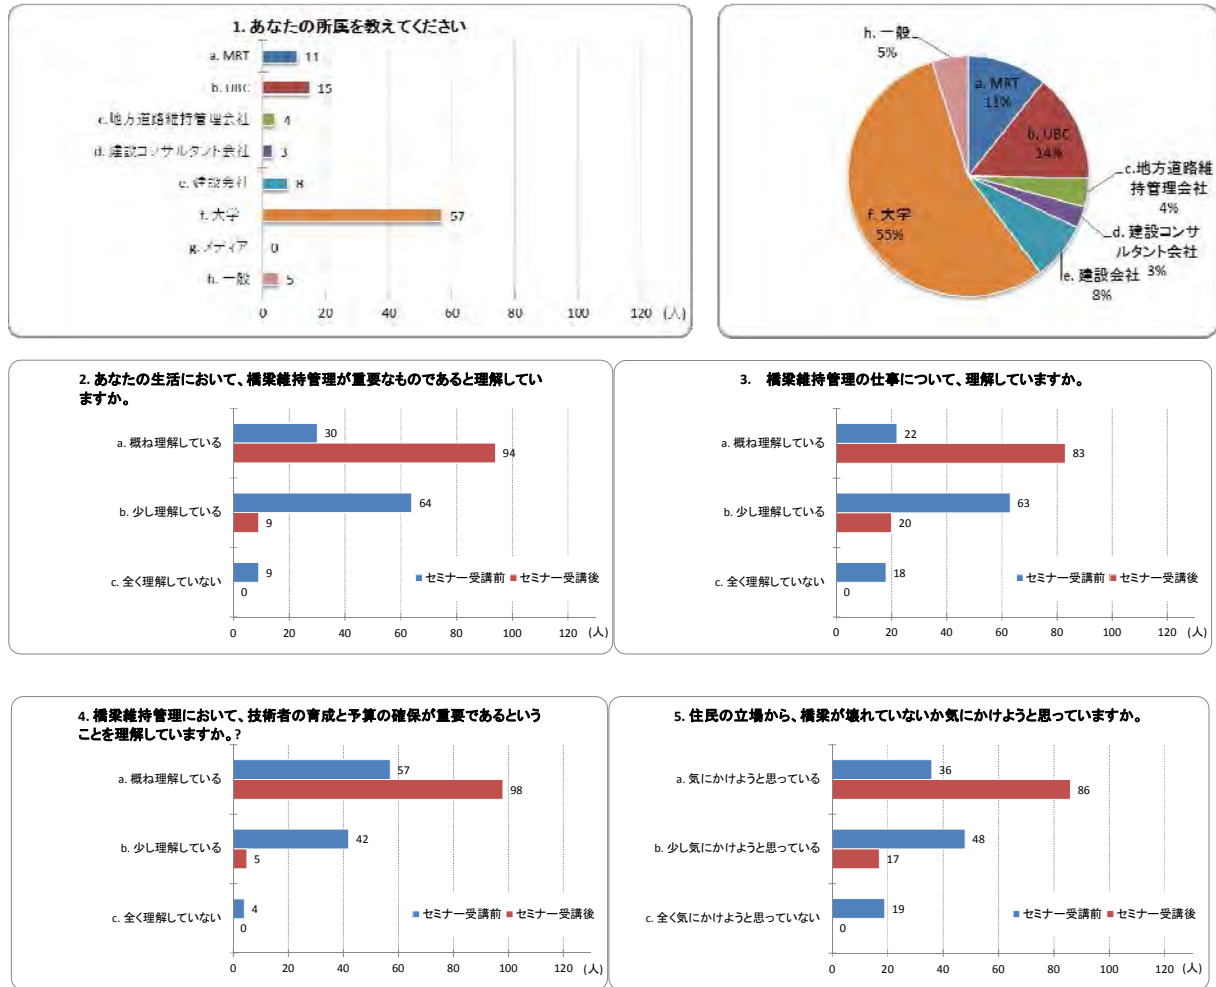 1. あなたの所属を教えてください
a. MRT
11
b. UBC
15
c.地方道路維持管理会社
4
d. 建設コンサルタント会社
3
e. 建設会社
8
f. 大学
57
g. メディア
0
h. 一般
5
0 20 40 60 80 100 120 (人)
h. 一般
5%
a. MRT
11%
b. UBC
14%
c.地方道路維
持管理会社
4%
d. 建設コンサ
ルタント会社
3%
e. 建設会社
8%
f. 大学
55%
2. あなたの生活において、橋梁維持管理が重要なものであると理解してい
ますか。
a. 概ね理解している
30
94
b. 少し理解している
64
9
c. 全く理解していない
9
0
セミナー受講前 セミナー受講後
0 20 40 60 80 100 120 (人)
3. 橋梁維持管理の仕事について、理解していますか。
a. 概ね理解している
22
83
b. 少し理解している
63
20
c. 全く理解していない
18
0
セミナー受講前 セミナー受講後
0 20 40 60 80 100 120 (人)
4. 橋梁維持管理において、技術者の育成と予算の確保が重要であるという
ことを理解していますか。?
a. 概ね理解している
57
98
b. 少し理解している
42
5
c. 全く理解していない
4
0
セミナー受講前 セミナー受講後
0 20 40 60 80 100 120 (人)
5. 住民の立場から、橋梁が壊れていないか気にかけようと思っていますか。
a. 気にかけようと思っている
36
86
b. 少し気にかけようと思っている
48
17
c. 全く気にかけようと思っていない
19
0
セミナー受講前 セミナー受講後
0 20 40 60 80 100 120 (人)